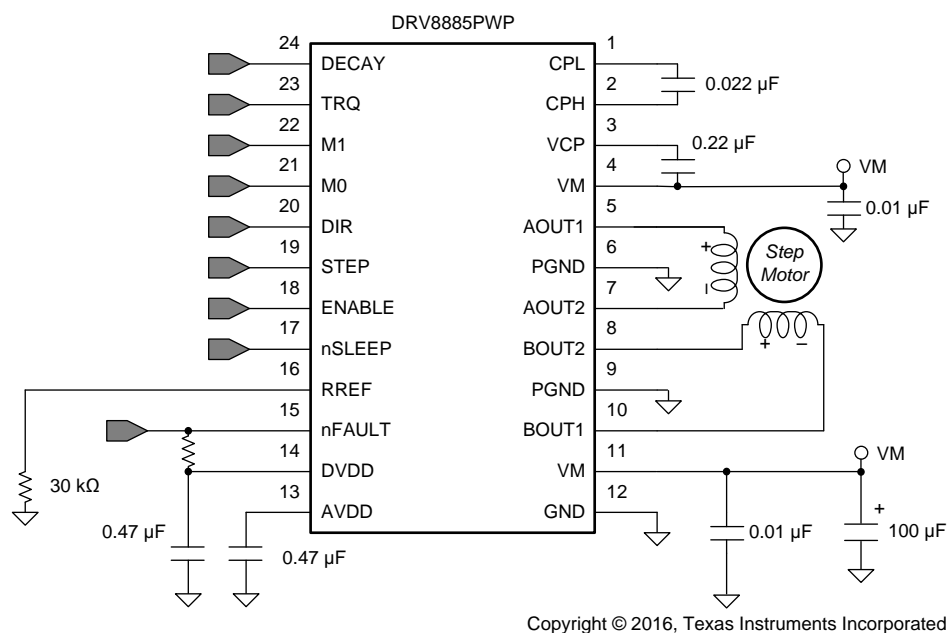 DRV8885PWP
24
DECAY
CPL
1
0.022 µF
23
TRQ
CPH
2
22
M1
VCP
3
0.22 µF
21
M0
VM
4
VM
0.01 µF
20
DIR
AOUT1
5
+
–
Step
Motor
19
STEP
PGND
6
18
ENABLE
AOUT2
7
17
nSLEEP
BOUT2
8
+ –
16
RREF
PGND
9
30 kΩ
15
nFAULT
BOUT1
10
14
DVDD
VM
11
VM
0.47 µF
13
AVDD
GND
12
0.47 µF
0.01 µF
+
100 µF
Copyright © 2016, Texas Instruments Incorporated